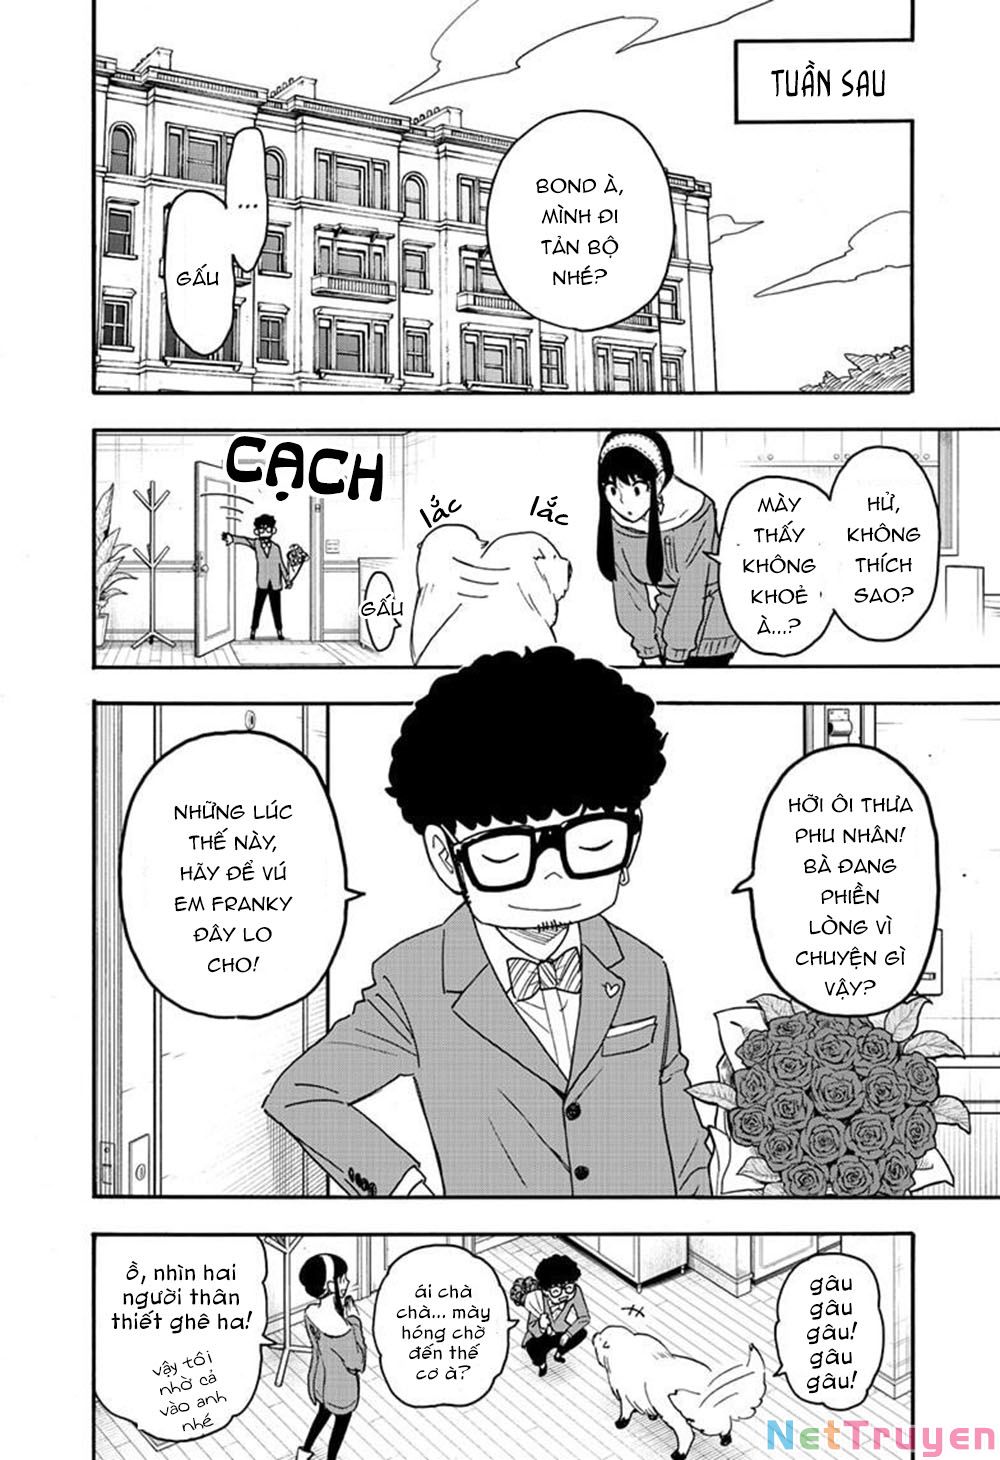 TUẦN SAU
BOND À,
MÌNH ĐI
TẢN BỘ
NHÉ?
...
GẤU
HỬ,
KHÔNG
THÍCH
SAO?
MÀY
THẤY
KHÔNG
KHOẺ
À...?
lắc
lắc
GẤU
CẠCH
HỠI ÔI THƯA
PHU NHÂN!
BÀ ĐANG
PHIỀN
LÒNG VÌ
CHUYỆN GÌ
VẬY?
NHỮNG LÚC
THẾ NÀY,
HÃY ĐỂ VÚ
EM FRANKY
ĐÂY LO
CHO!
gâu
gâu
gâu!
gâu
gâu!
ái chà
chà... mày
hóng chờ
đến thế
cơ à?
ồ, nhìn hai
người thân
thiết ghê ha!
vậy tôi
nhờ cả
vào anh
nhé
NetTruyen